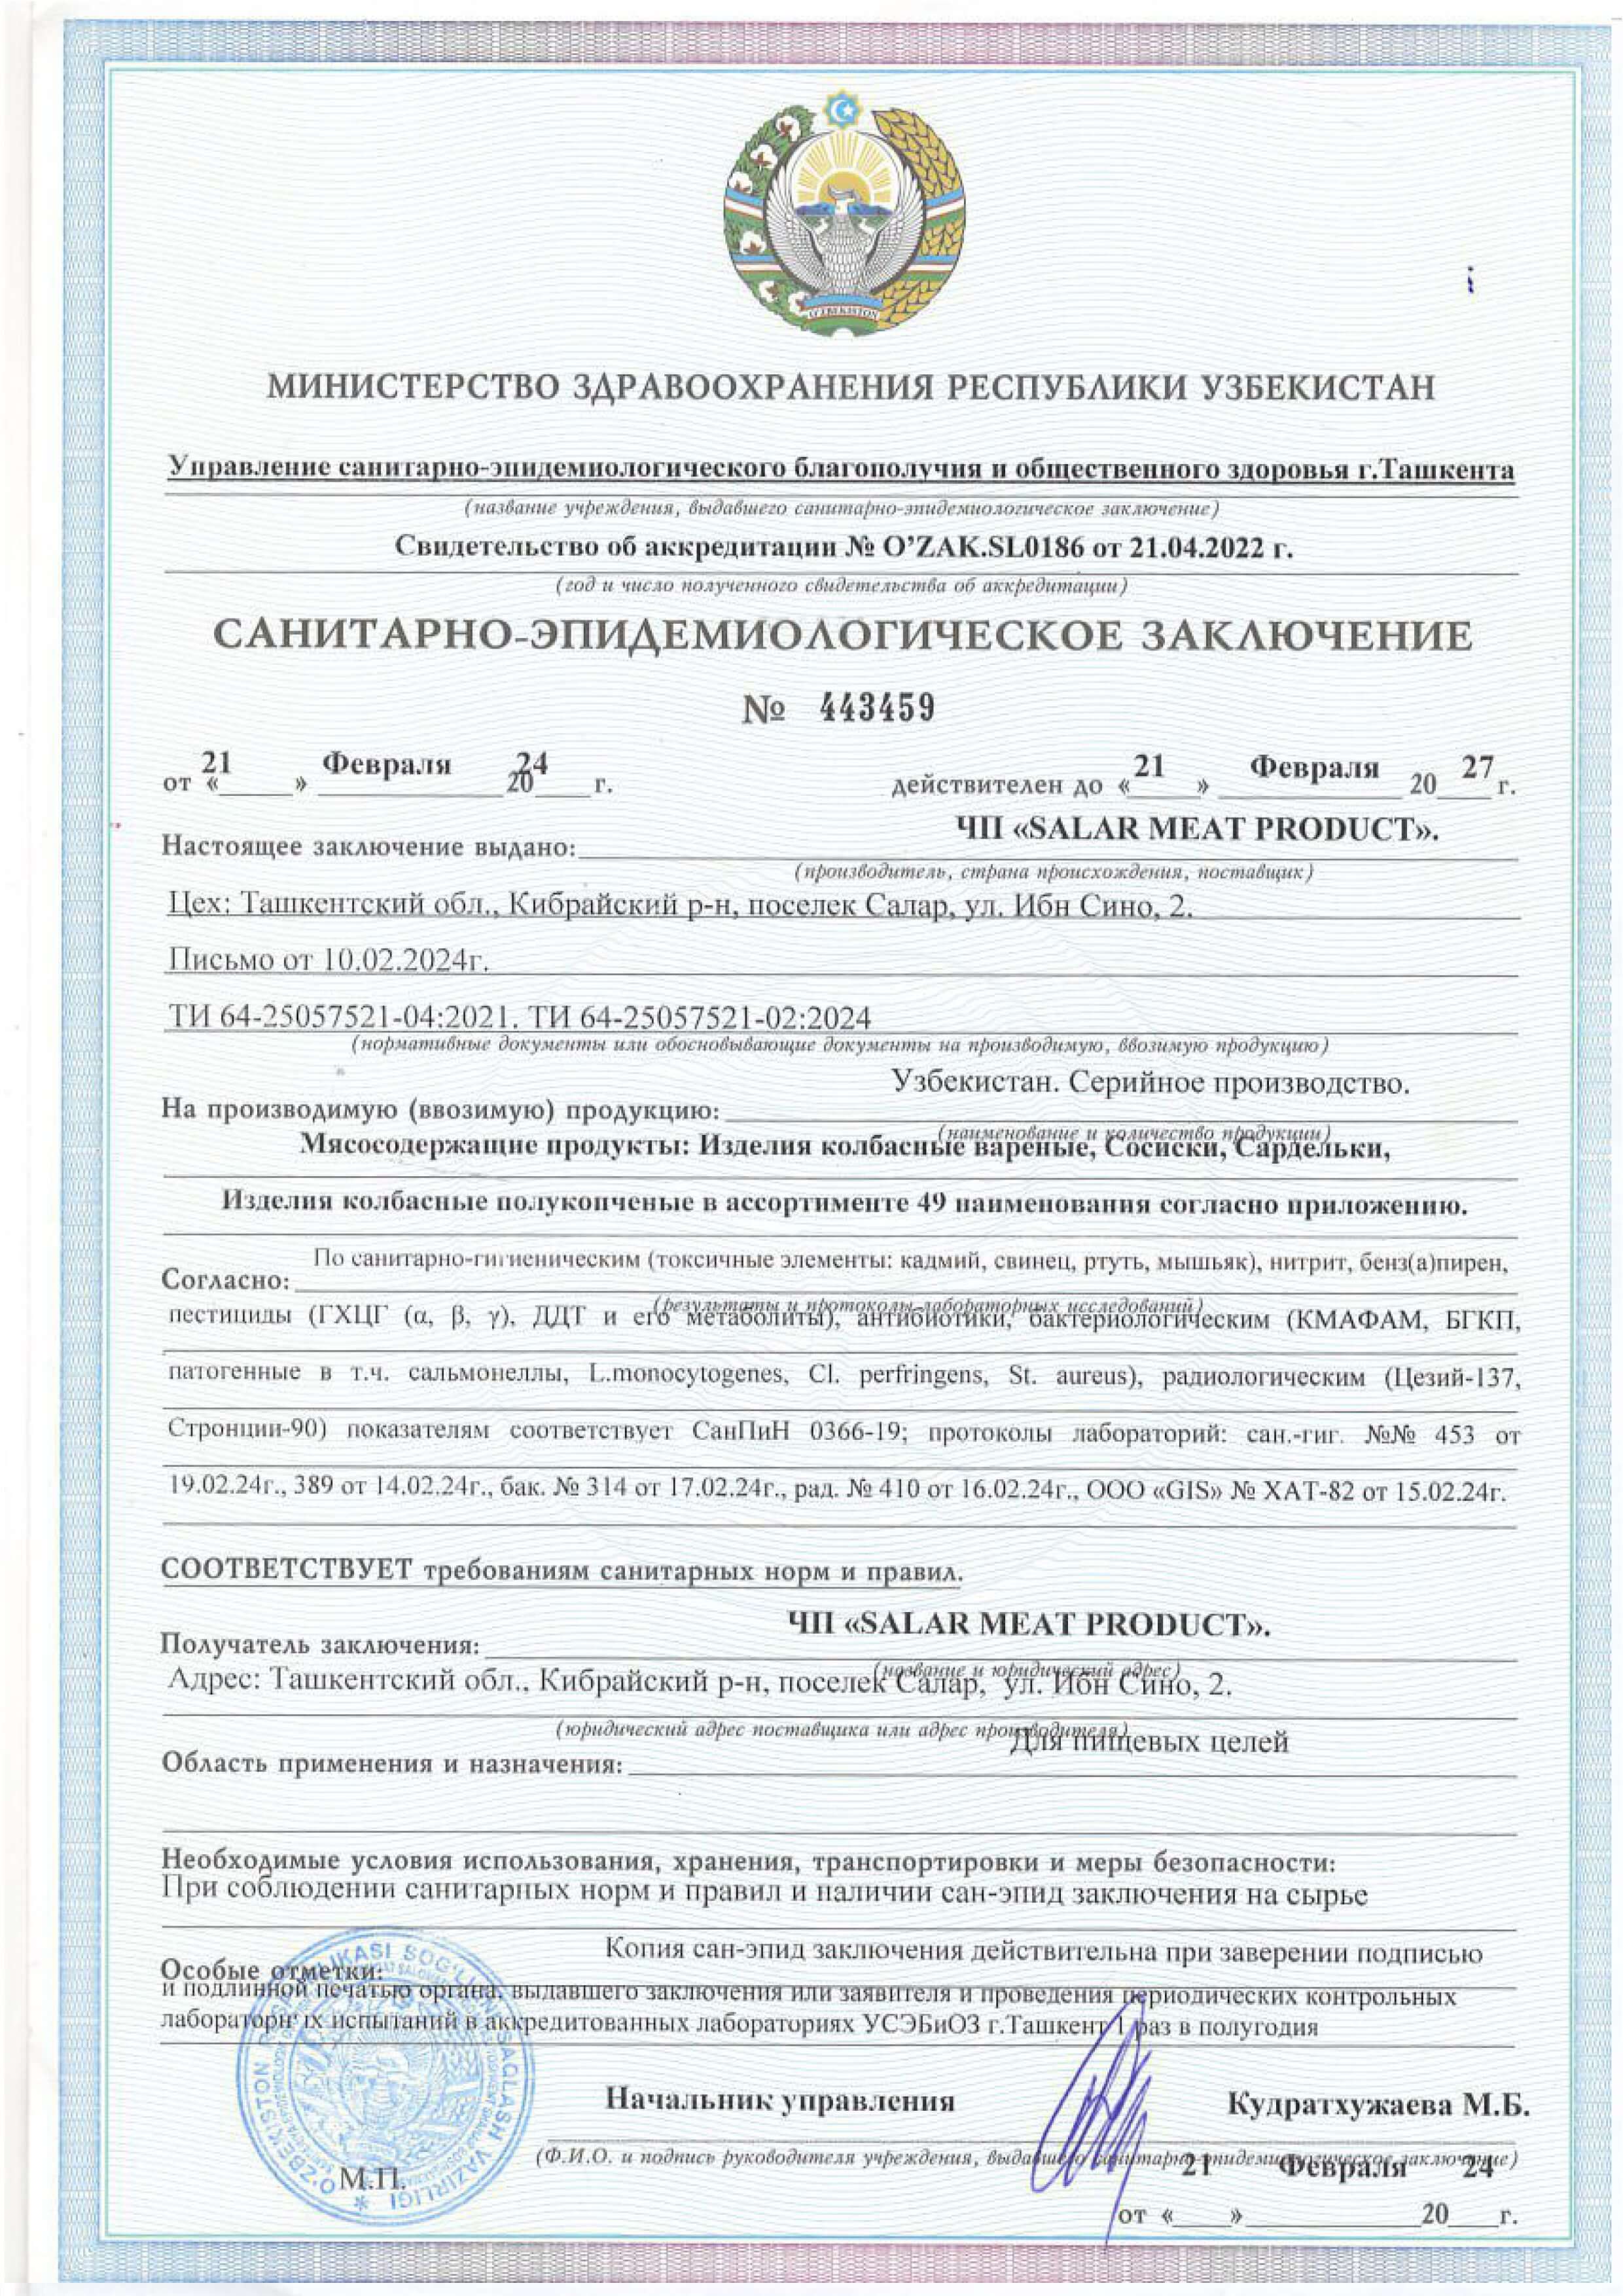 O'ZBEKISTON
МИНИСТЕРСТВО ЗДРАВООХРАНЕНИЯ РЕСПУБЛИКИ УЗБЕКИСТАН
Управление санитарно-эпидемиологического благополучия и общественного здоровья г.Ташкента
(название учреждения, выдавшего санитарно-эпидемиологическое заключение)
Свидетельство об аккредитации № O’ZAK.SL0186 от 21.04.2022 г.
(год и число полученного свидетельства об аккредитации)
САНИТАРНО-ЭПИДЕМИОЛОГИЧЕСКОЕ ЗАКЛЮЧЕНИЕ
№ 443459
от «21» Февраля 2024 г. действителен до «21» Февраля 2027 г.
Настоящее заключение выдано: ЧП «SALAR MEAT PRODUCT».
(производитель, страна происхождения, поставщик)
Цех: Ташкентский обл., Кибрайский р-н, поселек Салар, ул. Ибн Сино, 2.
Письмо от 10.02.2024г.
ТИ 64-25057521-04:2021. ТИ 64-25057521-02:2024
(нормативные документы или обосновывающие документы на производимую, ввозимую продукцию)
На производимую (ввозимую) продукцию: Узбекистан. Серийное производство.
(наименование и количество продукции)
Мясосодержащие продукты: Изделия колбасные вареные, Сосиски, Сардельки,
Изделия колбасные полукопченые в ассортименте 49 наименования согласно приложению.
Согласно: По санитарно-гигиеническим (токсичные элементы: кадмий, свинец, ртуть, мышьяк), нитрит, бенз(а)пирен,
(результаты и протоколы лабораторных исследований)
пестициды (ГХЦГ (α, β, γ), ДДТ и его метаболиты), антибиотики, бактериологическим (КМАФАМ, БГКП,
патогенные в т.ч. сальмонеллы, L.monocytogenes, Cl. perfringens, St. aureus), радиологическим (Цезий-137,
Стронции-90) показателям соответствует СанПиН 0366-19; протоколы лабораторий: сан.-гиг. №№ 453 от
19.02.24г., 389 от 14.02.24г., бак. № 314 от 17.02.24г., рад. № 410 от 16.02.24г., ООО «GIS» № ХАТ-82 от 15.02.24г.
СООТВЕТСТВУЕТ требованиям санитарных норм и правил.
Получатель заключения: ЧП «SALAR MEAT PRODUCT».
(название и юридический адрес)
Адрес: Ташкентский обл., Кибрайский р-н, поселек Салар, ул. Ибн Сино, 2.
(юридический адрес поставщика или адрес производителя)
Область применения и назначения: Для пищевых целей
Необходимые условия использования, хранения, транспортировки и меры безопасности:
При соблюдении санитарных норм и правил и наличии сан-эпид заключения на сырье
Особые отметки: Копия сан-эпид заключения действительна при заверении подписью
и подлинной печатью органа, выдавшего заключения или заявителя и проведения периодических контрольных
лабораторных испытаний в аккредитованных лабораториях УСЭБиОЗ г.Ташкент 1 раз в полугодия
Начальник управления Кудратхужаева М.Б.
(Ф.И.О. и подпись руководителя учреждения, выдавшего санитарно-эпидемиологическое заключение)
М.П.
от «21» Февраля 2024 г.